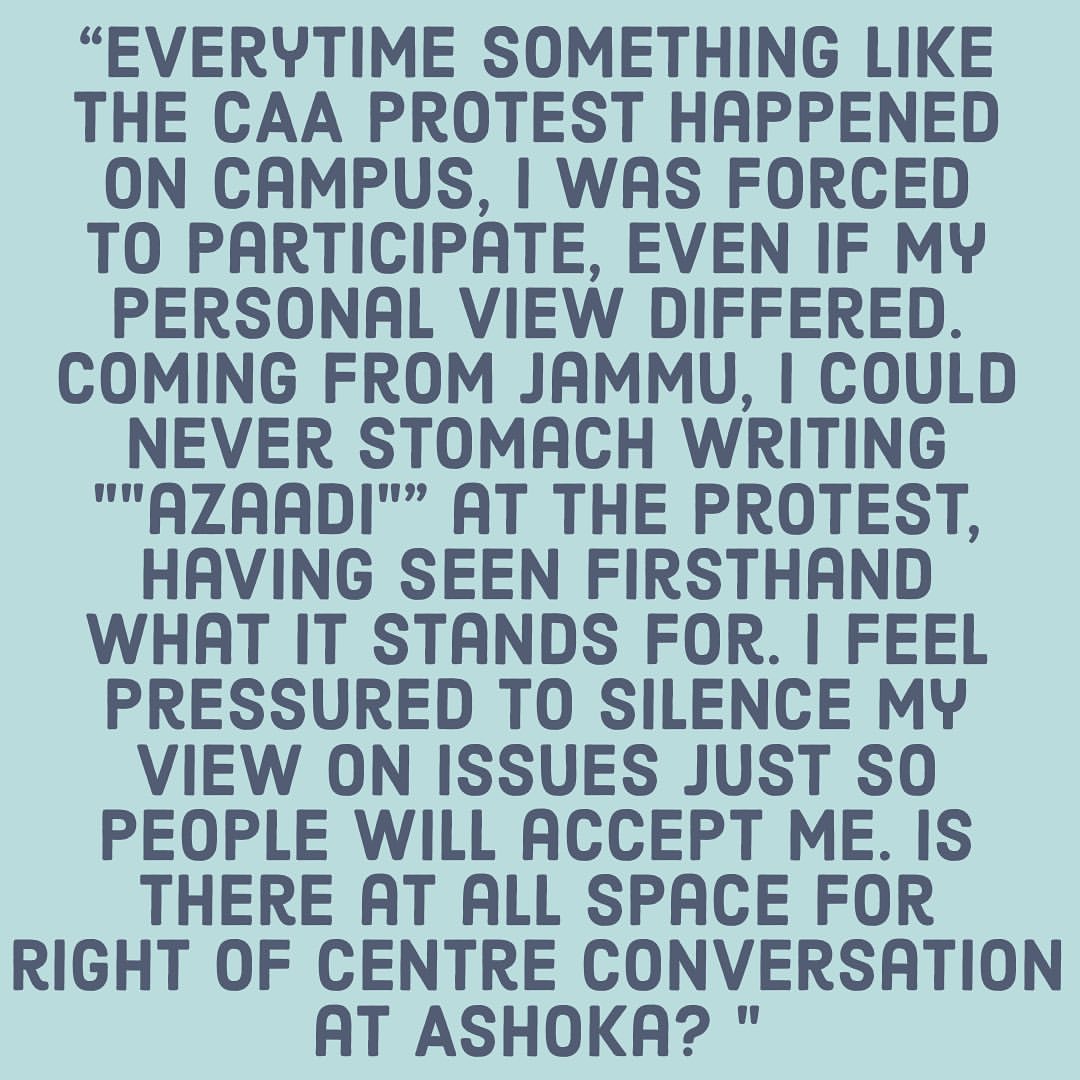 “EVERYTIME SOMETHING LIKE
THE CAA PROTEST HAPPENED
ON CAMPUS, I WAS FORCED
TO PARTICIPATE, EVEN IF MY
PERSONAL VIEW DIFFERED.
COMING FROM JAMMU, I COULD
NEVER STOMACH WRITING
""AZAADI"” AT THE PROTEST,
HAVING SEEN FIRSTHAND
WHAT IT STANDS FOR. I FEEL
PRESSURED TO SILENCE MY
VIEW ON ISSUES JUST SO
PEOPLE WILL ACCEPT ME. IS
THERE AT ALL SPACE FOR
RIGHT OF CENTRE CONVERSATION
AT ASHOKA? "